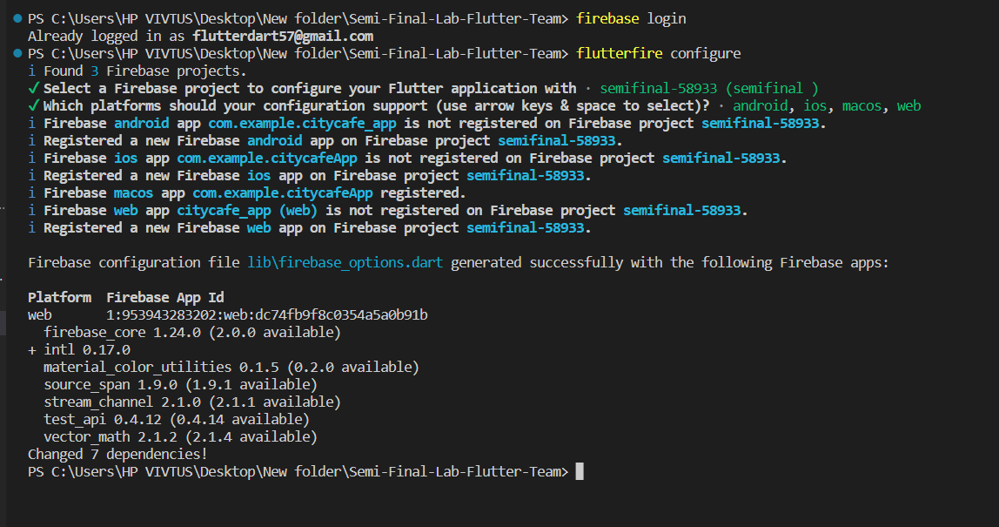 PS C:\Users\HP VIVTUS\Desktop\New folder\Semi-Final-Lab-Flutter-Team> firebase login
Already logged in as flutterdart57@gmail.com
PS C:\Users\HP VIVTUS\Desktop\New folder\Semi-Final-Lab-Flutter-Team> flutterfire configure
i Found 3 Firebase projects.
✓ Select a Firebase project to configure your Flutter application with · semifinal-58933 (semifinal )
✓ Which platforms should your configuration support (use arrow keys & space to select)? · android, ios, macos, web
i Firebase android app com.example.citycafe_app is not registered on Firebase project semifinal-58933.
i Registered a new Firebase android app on Firebase project semifinal-58933.
i Firebase ios app com.example.citycafeApp is not registered on Firebase project semifinal-58933.
i Registered a new Firebase ios app on Firebase project semifinal-58933.
i Firebase macos app com.example.citycafeApp registered.
i Firebase web app citycafe_app (web) is not registered on Firebase project semifinal-58933.
i Registered a new Firebase web app on Firebase project semifinal-58933.
Firebase configuration file lib\firebase_options.dart generated successfully with the following Firebase apps:
Platform  Firebase App Id
web       1:953943283202:web:dc74fb9f8c0354a5a0b91b
  firebase_core 1.24.0 (2.0.0 available)
+ intl 0.17.0
  material_color_utilities 0.1.5 (0.2.0 available)
  source_span 1.9.0 (1.9.1 available)
  stream_channel 2.1.0 (2.1.1 available)
  test_api 0.4.12 (0.4.14 available)
  vector_math 2.1.2 (2.1.4 available)
Changed 7 dependencies!
PS C:\Users\HP VIVTUS\Desktop\New folder\Semi-Final-Lab-Flutter-Team>